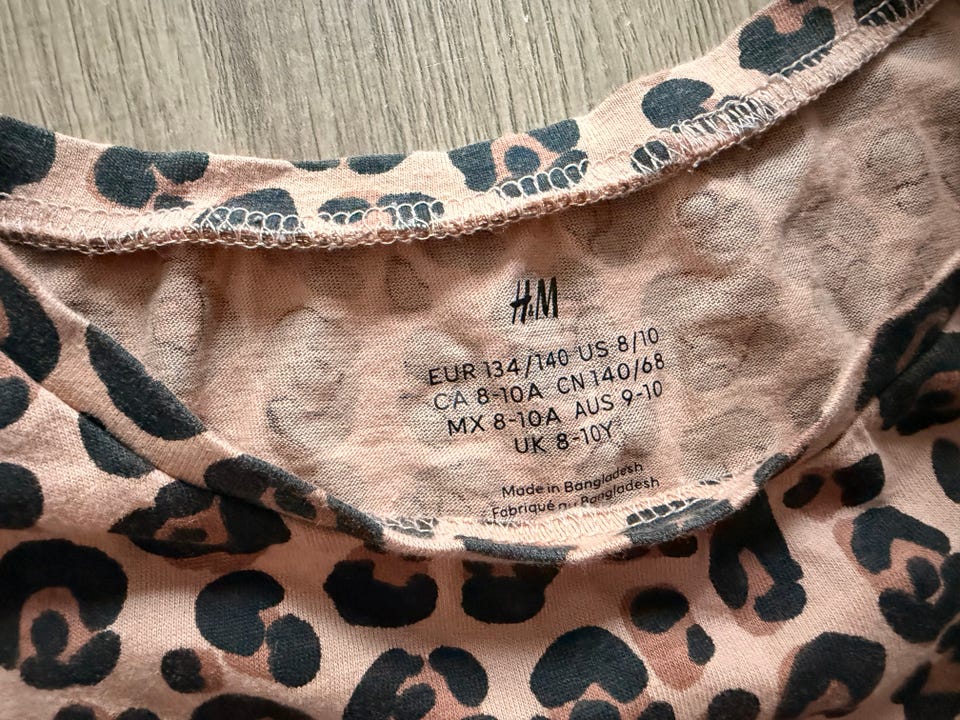 H&M
EUR 134/140 US 8/10
CA 8-10A CN 140/68
MX 8-10A AUS 9-10
UK 8-10Y
Made in Bangladesh
Fabriqué au Bangladesh